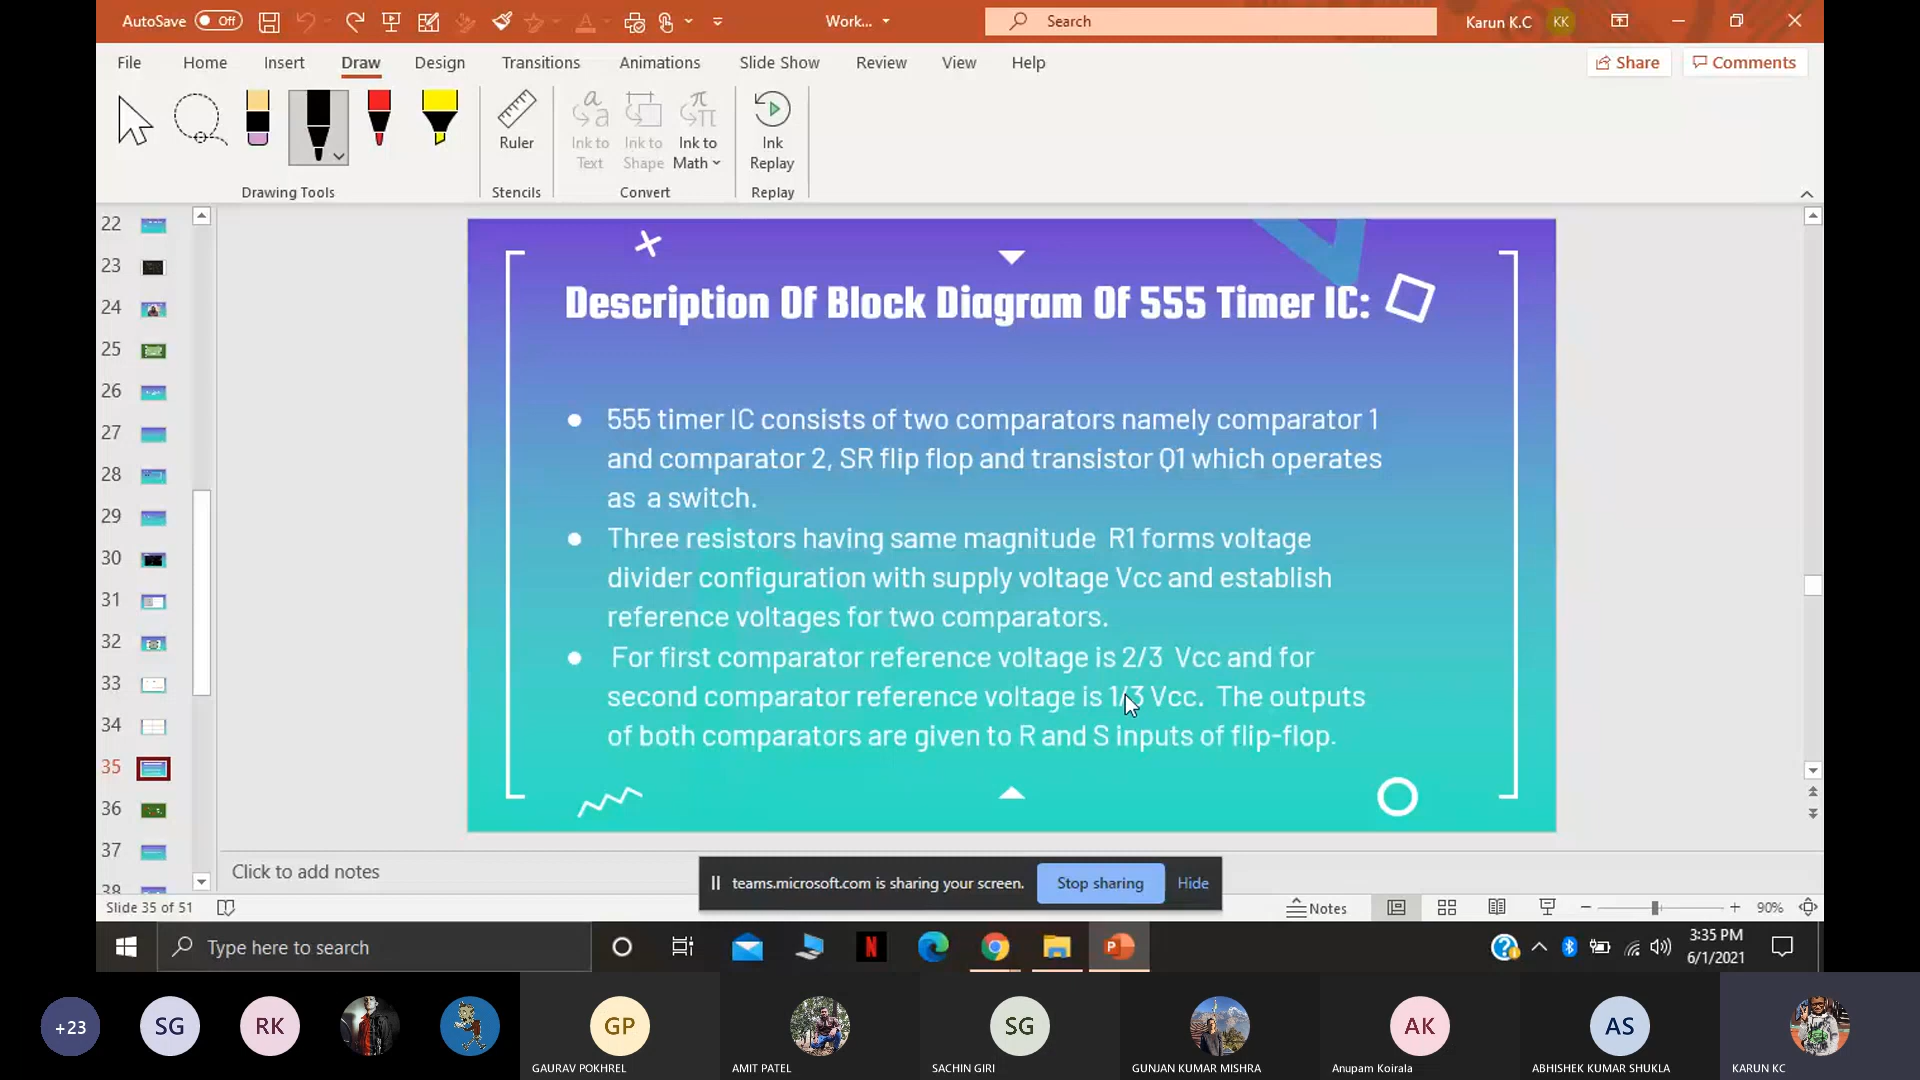 AutoSave Off
Work...
Search
Karun K.C KK
File Home Insert Draw Design Transitions Animations Slide Show Review View Help
Share Comments
Ruler
Ink to Text
Ink to Shape
Ink to Math
Ink Replay
Drawing Tools Stencils Convert Replay
22
23
24
25
26
27
28
29
30
31
32
33
34
35
36
37
38
Description Of Block Diagram Of 555 Timer IC:
● 555 timer IC consists of two comparators namely comparator 1
and comparator 2, SR flip flop and transistor Q1 which operates
as a switch.
● Three resistors having same magnitude R1 forms voltage
divider configuration with supply voltage Vcc and establish
reference voltages for two comparators.
● For first comparator reference voltage is 2/3 Vcc and for
second comparator reference voltage is 1/3 Vcc. The outputs
of both comparators are given to R and S inputs of flip-flop.
Click to add notes
teams.microsoft.com is sharing your screen. Stop sharing Hide
Slide 35 of 51
Notes
90%
Type here to search
3:35 PM
6/1/2021
+23 SG RK GP SG AK AS
GAURAV POKHREL AMIT PATEL SACHIN GIRI GUNJAN KUMAR MISHRA Anupam Koirala ABHISHEK KUMAR SHUKLA KARUN KC